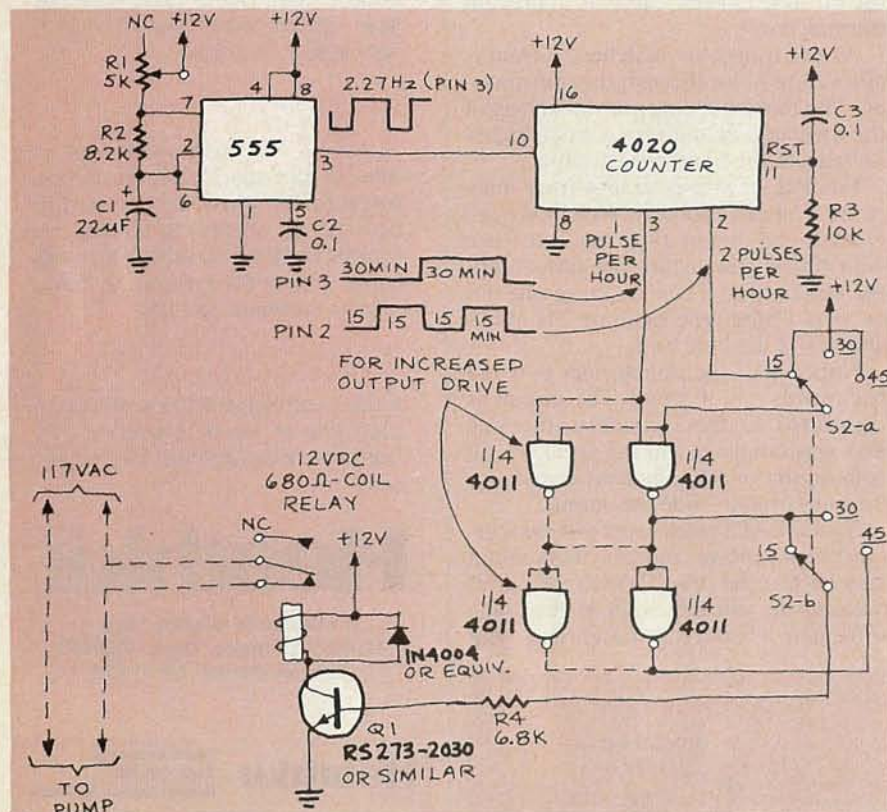 NC
+12V
R1
5K
7
R2
8.2K
2
6
C1
+
22µF
+12V
4
8
555
3
1
5
C2
0.1
2.27HZ (PIN 3)
+12V
16
10
4020
COUNTER
RST
11
C3
0.1
R3
10K
8
1
PULSE
PER
HOUR
3
2
2 PULSES
PER
HOUR
PIN 3
30MIN
30 MIN
PIN 2
15
15
15
15
MIN
FOR INCREASED
OUTPUT DRIVE
+12V
15
30
45
S2-a
1/4
4011
1/4
4011
30
15
45
S2-b
1/4
4011
1/4
4011
117VAC
12VDC
680Ω-COIL
RELAY
NC
+12V
IN4004
OR EQUIV.
Q1
RS273-2030
OR SIMILAR
R4
6.8K
TO
PUMP